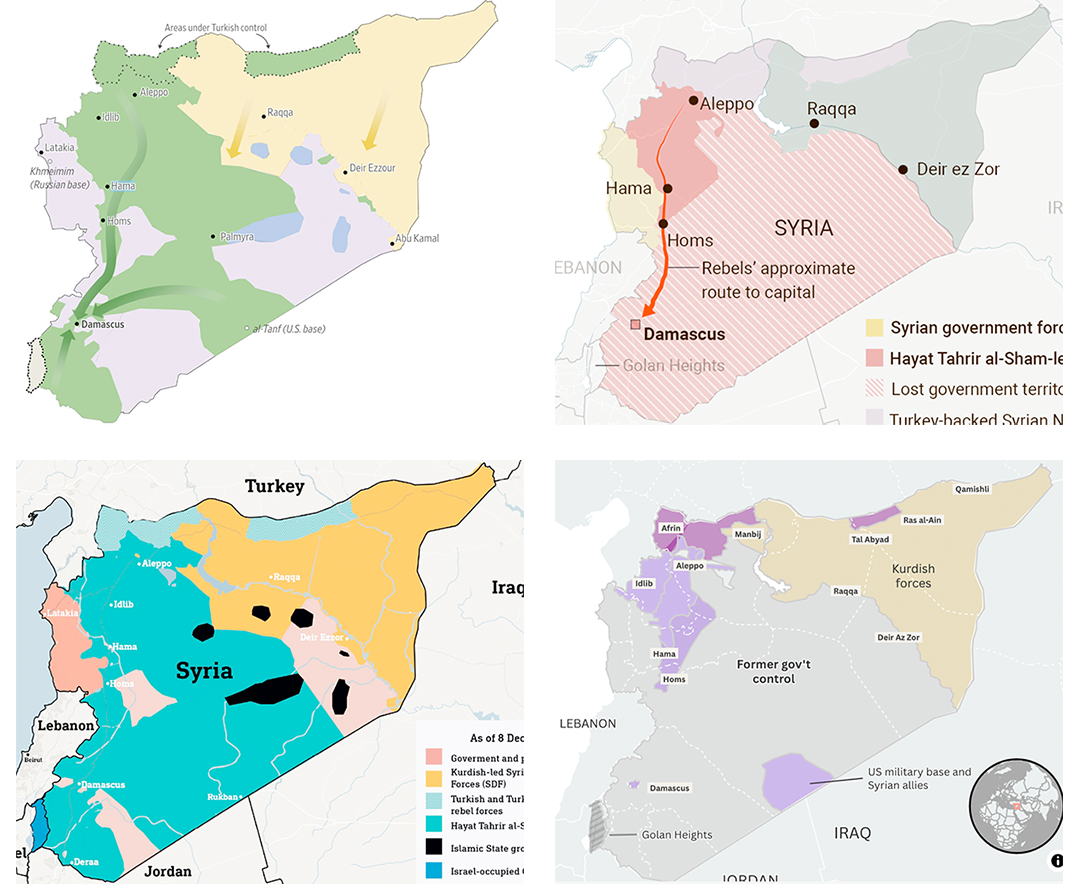 Areas under Turkish control
Aleppo
Idlib
Raqqa
Latakia
Khmeimim
(Russian base)
Deir Ezzour
Hama
Homs
Palmyra
Abu Kamal
Damascus
al-Tanf (U.S. base)
Aleppo
Raqqa
Deir ez Zor
Hama
IR
SYRIA
Homs
EBANON
Rebels' approximate
route to capital
Damascus
Golan Heights
Syrian government forc
Hayat Tahrir al-Sham-le
Lost government territo
Turkey-backed Syrian N
Turkey
Aleppo
Raqqa
Iraq
Idlib
Latakia
Deir Ezzor
Hama
Syria
Homs
Lebanon
Beirut
As of 8 Dec
Goverment and p
Kurdish-led Syri
Forces (SDF)
Damascus
Rukban
Turkish and Turk
rebel forces
Hayat Tahrir al-S
Islamic State gro
el
Deraa
Jordan
Israel-occupied G
Qamishli
Afrin
Manbij
Ras al-Ain
Tal Abyad
Aleppo
Idlib
Kurdish
forces
Raqqa
Deir Az Zor
Hama
Former gov't
control
Homs
LEBANON
US military base and
Syrian allies
Damascus
Golan Heights
IRAQ
JORDAN
i